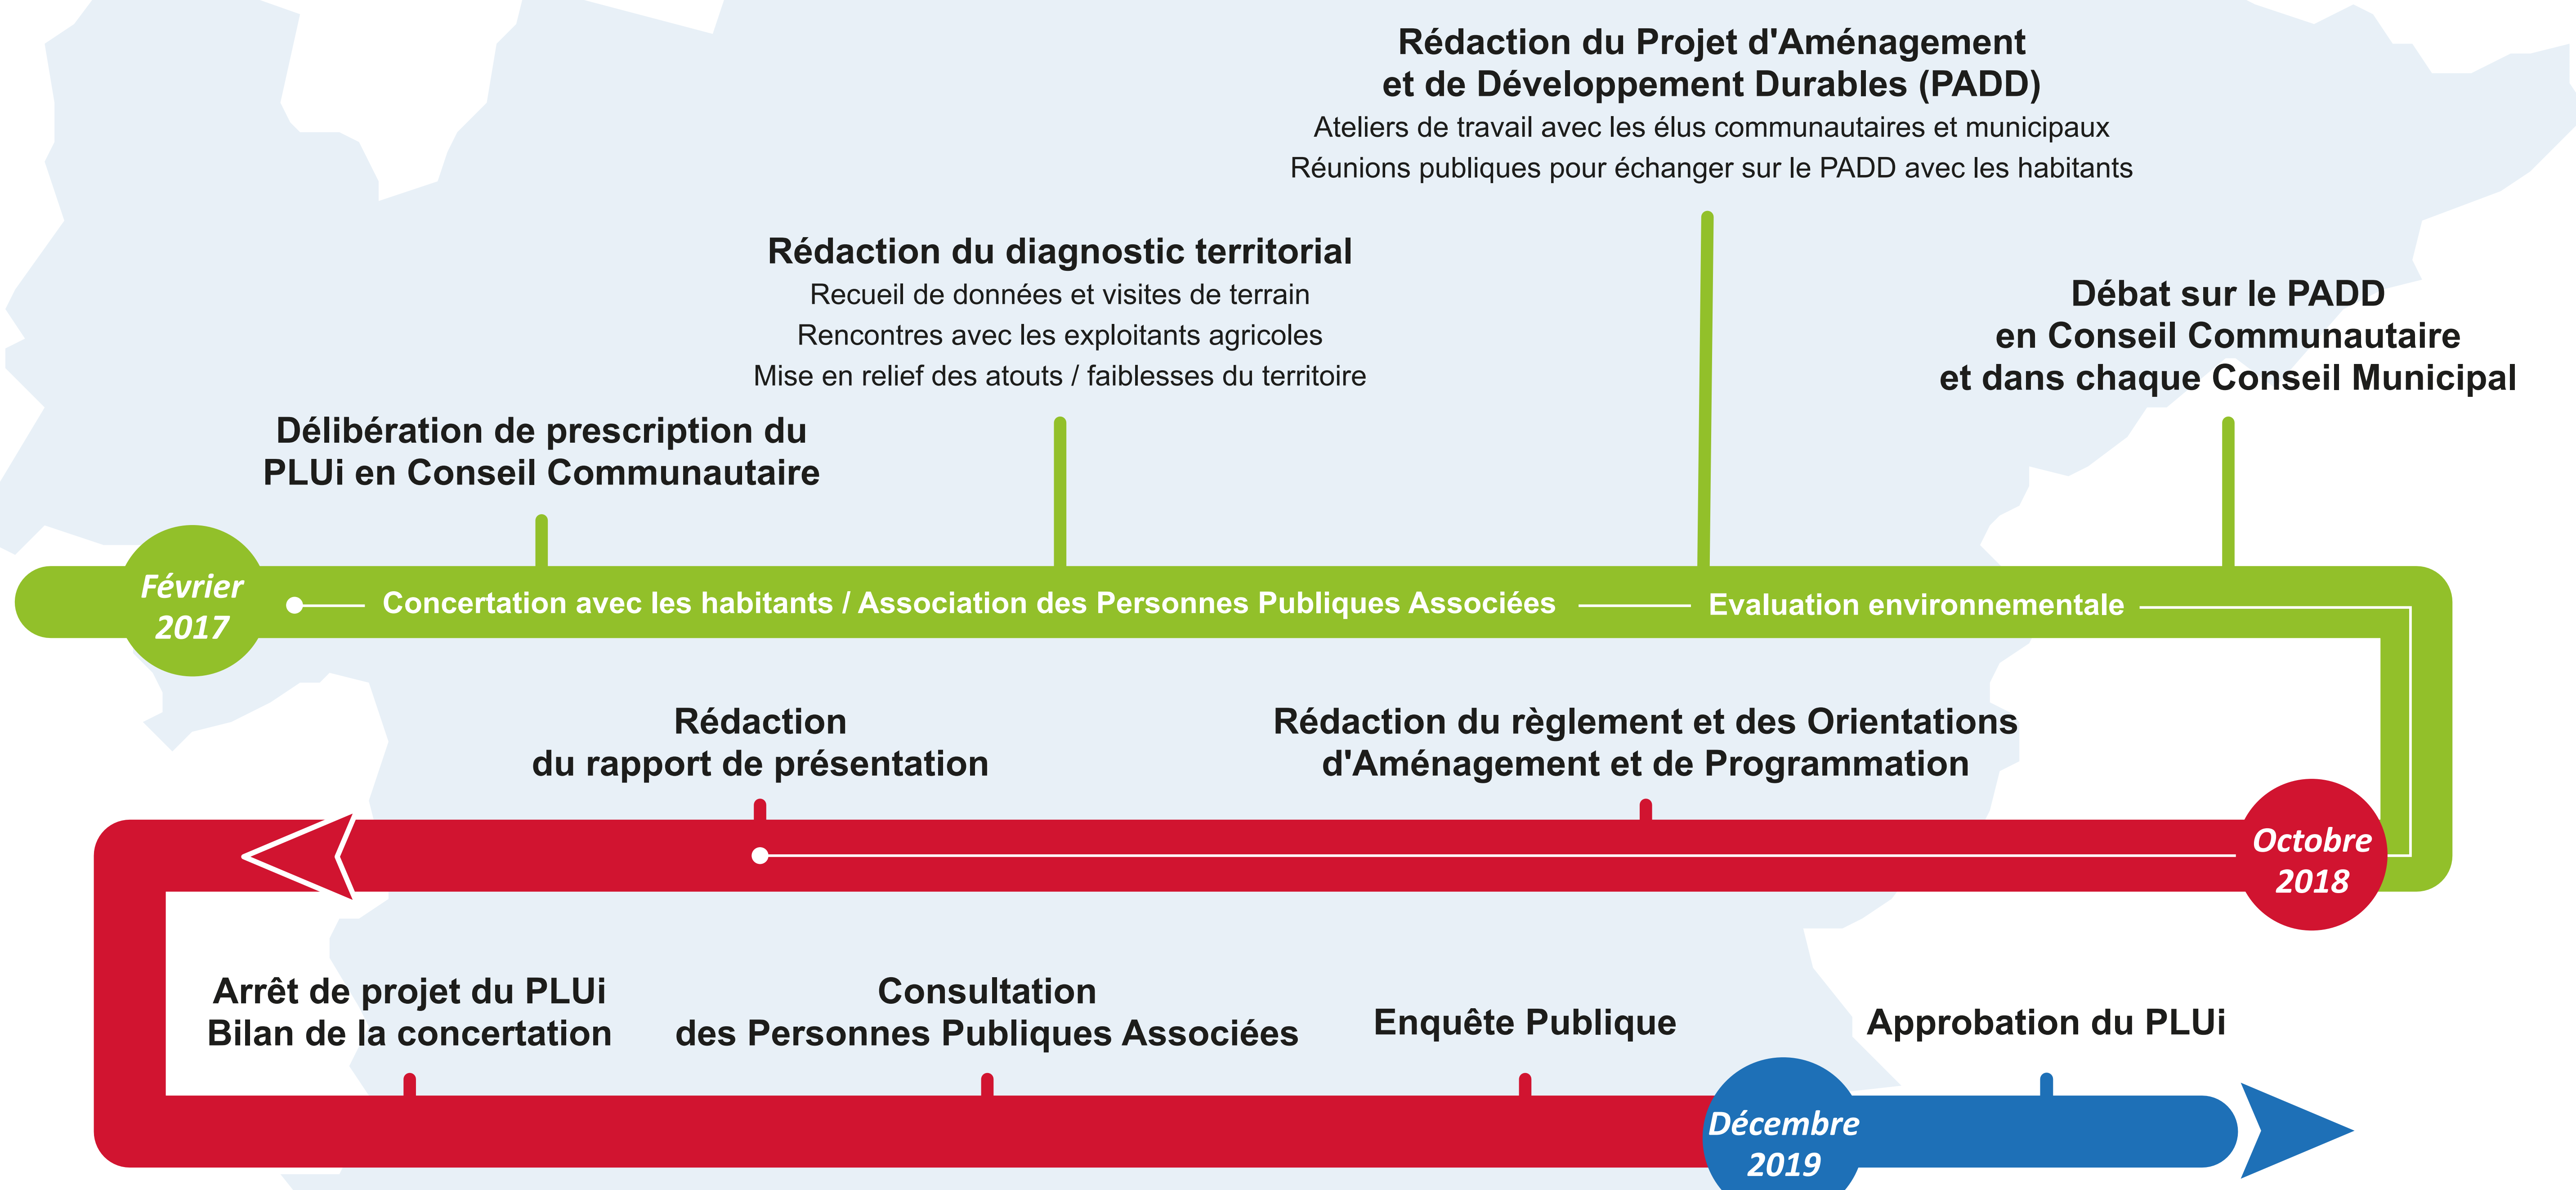 Rédaction du Projet d'Aménagement
et de Développement Durables (PADD)
Ateliers de travail avec les élus communautaires et municipaux
Réunions publiques pour échanger sur le PADD avec les habitants
Rédaction du diagnostic territorial
Recueil de données et visites de terrain
Rencontres avec les exploitants agricoles
Mise en relief des atouts / faiblesses du territoire
Débat sur le PADD
en Conseil Communautaire
et dans chaque Conseil Municipal
Délibération de prescription du
PLUi en Conseil Communautaire
Février
2017
Concertation avec les habitants / Association des Personnes Publiques Associées
Evaluation environnementale
Rédaction
du rapport de présentation
Rédaction du règlement et des Orientations
d'Aménagement et de Programmation
Octobre
2018
Arrêt de projet du PLUi
Bilan de la concertation
Consultation
des Personnes Publiques Associées
Enquête Publique
Approbation du PLUi
Décembre
2019